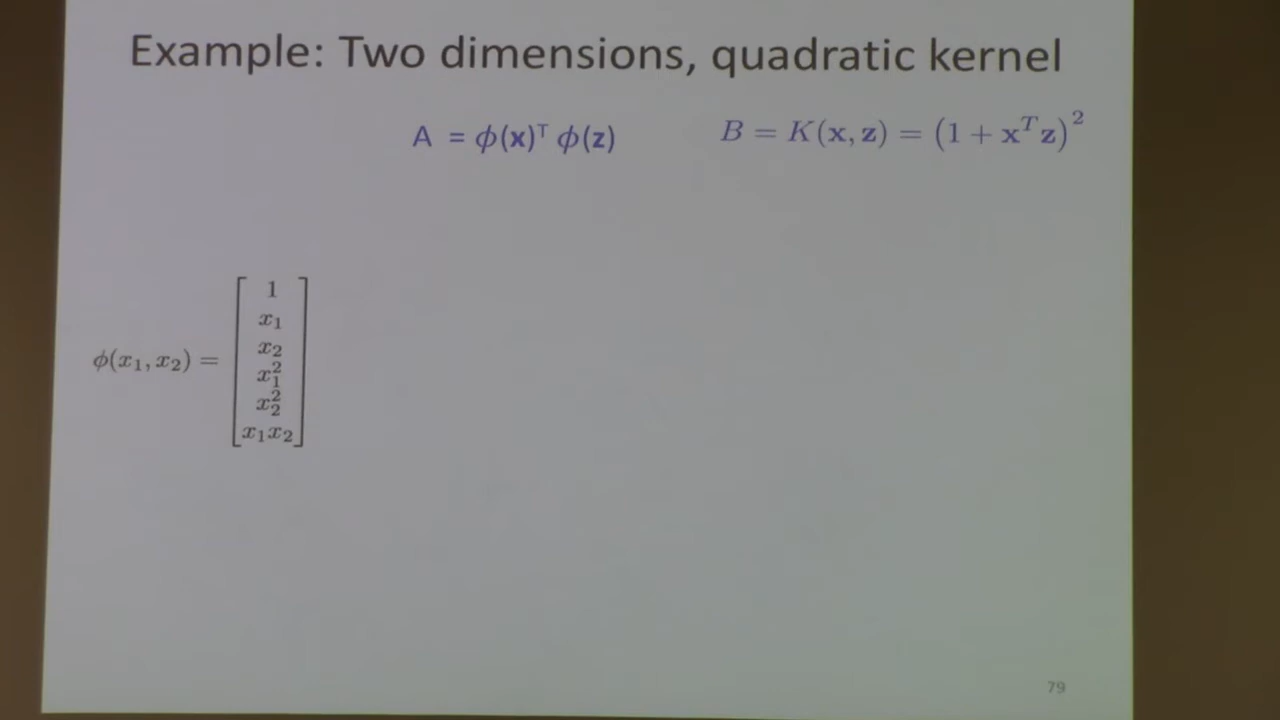 Example: Two dimensions, quadratic kernel
A = ϕ(x)ᵀ ϕ(z)
B = K(x, z) = (1 + xᵀz)²
ϕ(x₁, x₂) =
1
x₁
x₂
x₁²
x₂²
x₁x₂
79